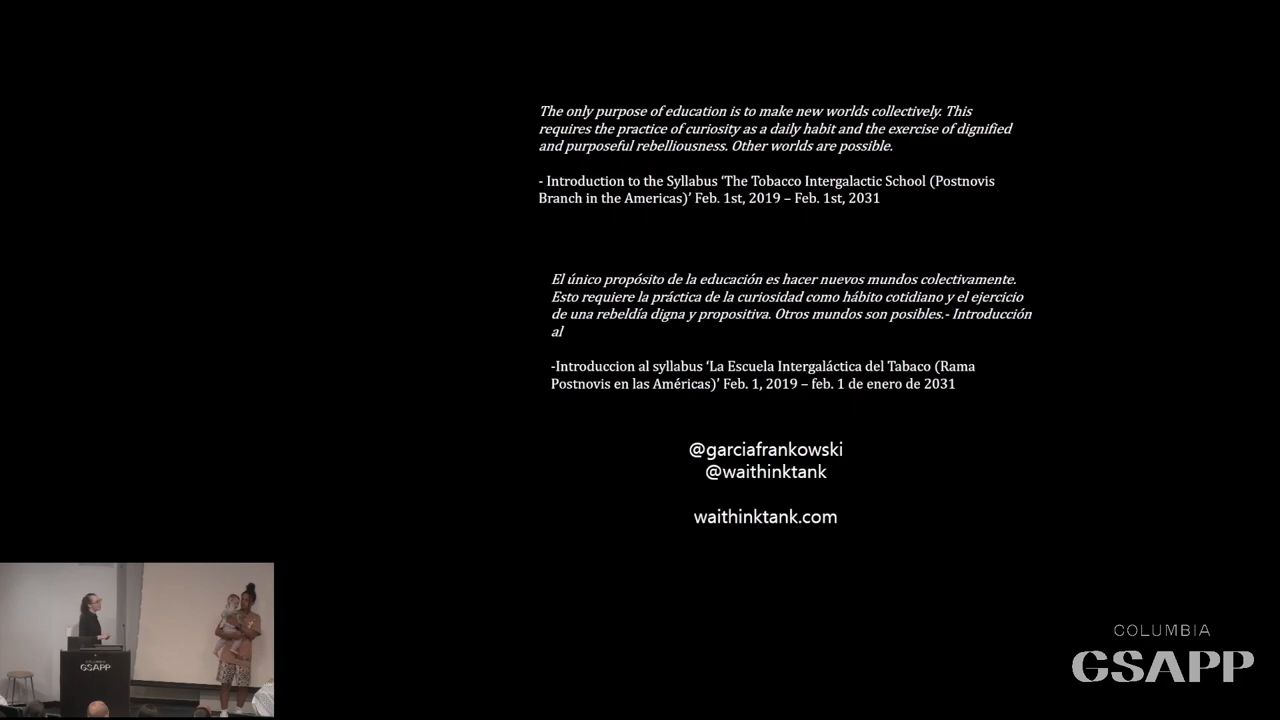 The only purpose of education is to make new worlds collectively. This
requires the practice of curiosity as a daily habit and the exercise of dignified
and purposeful rebelliousness. Other worlds are possible.
- Introduction to the Syllabus ‘The Tobacco Intergalactic School (Postnovis
Branch in the Americas)’ Feb. 1st, 2019 – Feb. 1st, 2031
El único propósito de la educación es hacer nuevos mundos colectivamente.
Esto requiere la práctica de la curiosidad como hábito cotidiano y el ejercicio
de una rebeldía digna y propositiva. Otros mundos son posibles.- Introducción
al
-Introduccion al syllabus ‘La Escuela Intergaláctica del Tabaco (Rama
Postnovis en las Américas)’ Feb. 1, 2019 – feb. 1 de enero de 2031
@garciafrankowski
@waithinktank
waithinktank.com
COLUMBIA
GSAPP
COLUMBIA
GSAPP